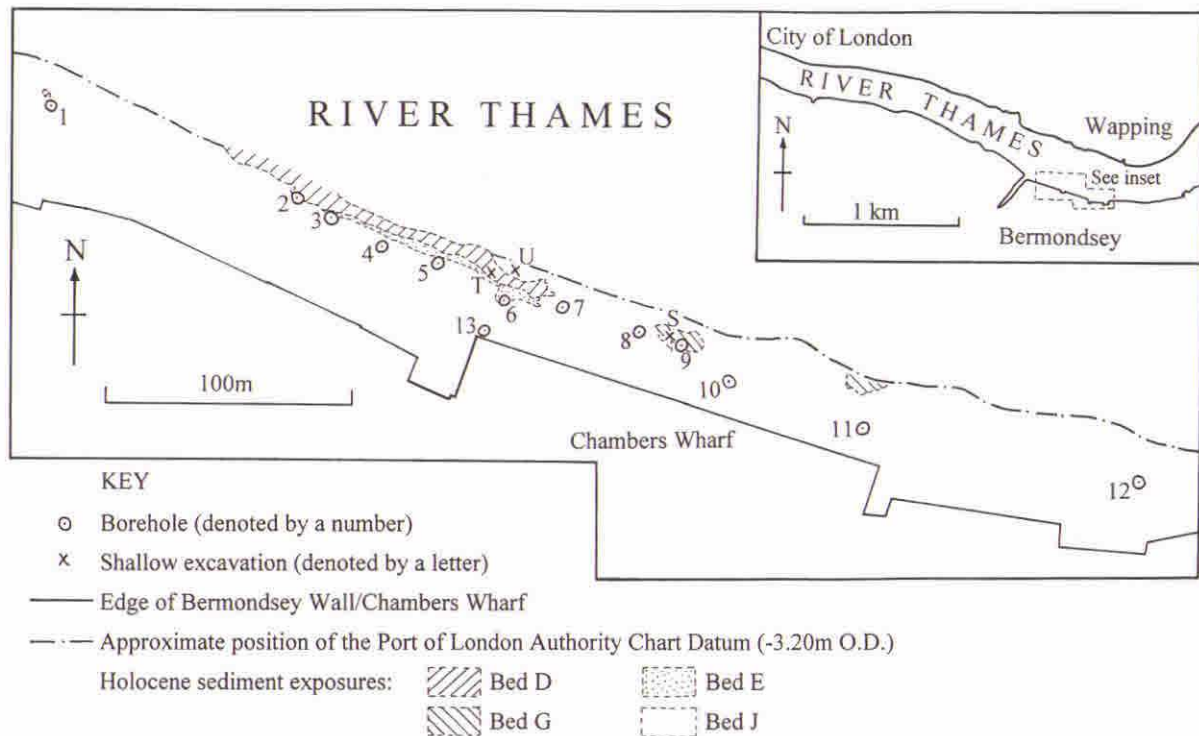 City of London
RIVER THAMES
Wapping
N
See inset
1 km
Bermondsey
RIVER THAMES
1
2
3
4
5
T
U
6
7
13
8
S
9
10
11
12
N
100m
Chambers Wharf
KEY
Borehole (denoted by a number)
x Shallow excavation (denoted by a letter)
Edge of Bermondsey Wall/Chambers Wharf
Approximate position of the Port of London Authority Chart Datum (-3.20m O.D.)
Holocene sediment exposures:
Bed D
Bed E
Bed G
Bed J